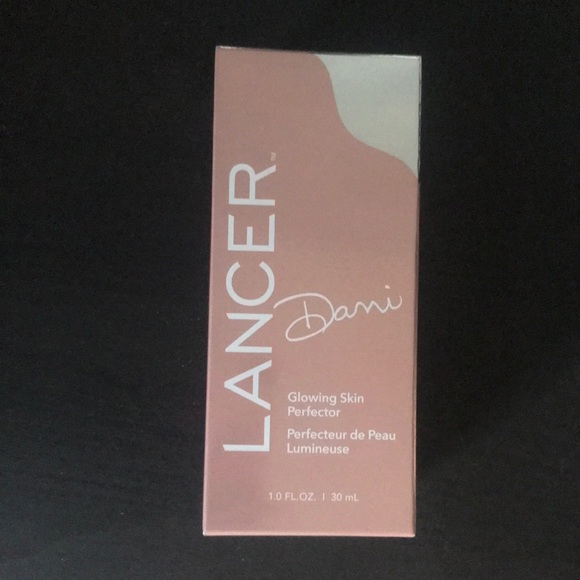 LANCER™
Dani
Glowing Skin
Perfector
Perfecteur de Peau
Lumineuse
1.0 FL.OZ. | 30 mL